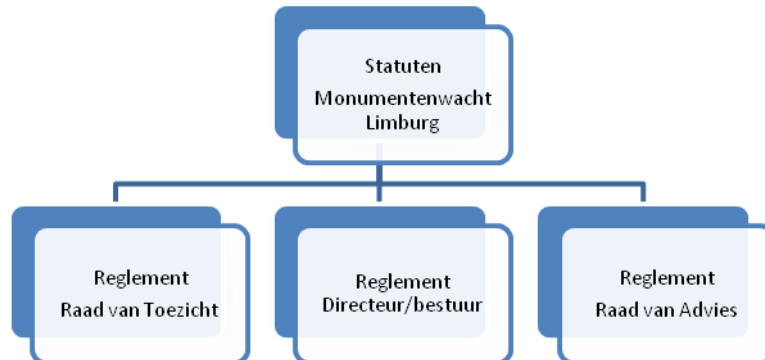 Statuten
Monumentenwacht
Limburg
Reglement
Raad van Toezicht
Reglement
Directeur/bestuur
Reglement
Raad van Advies